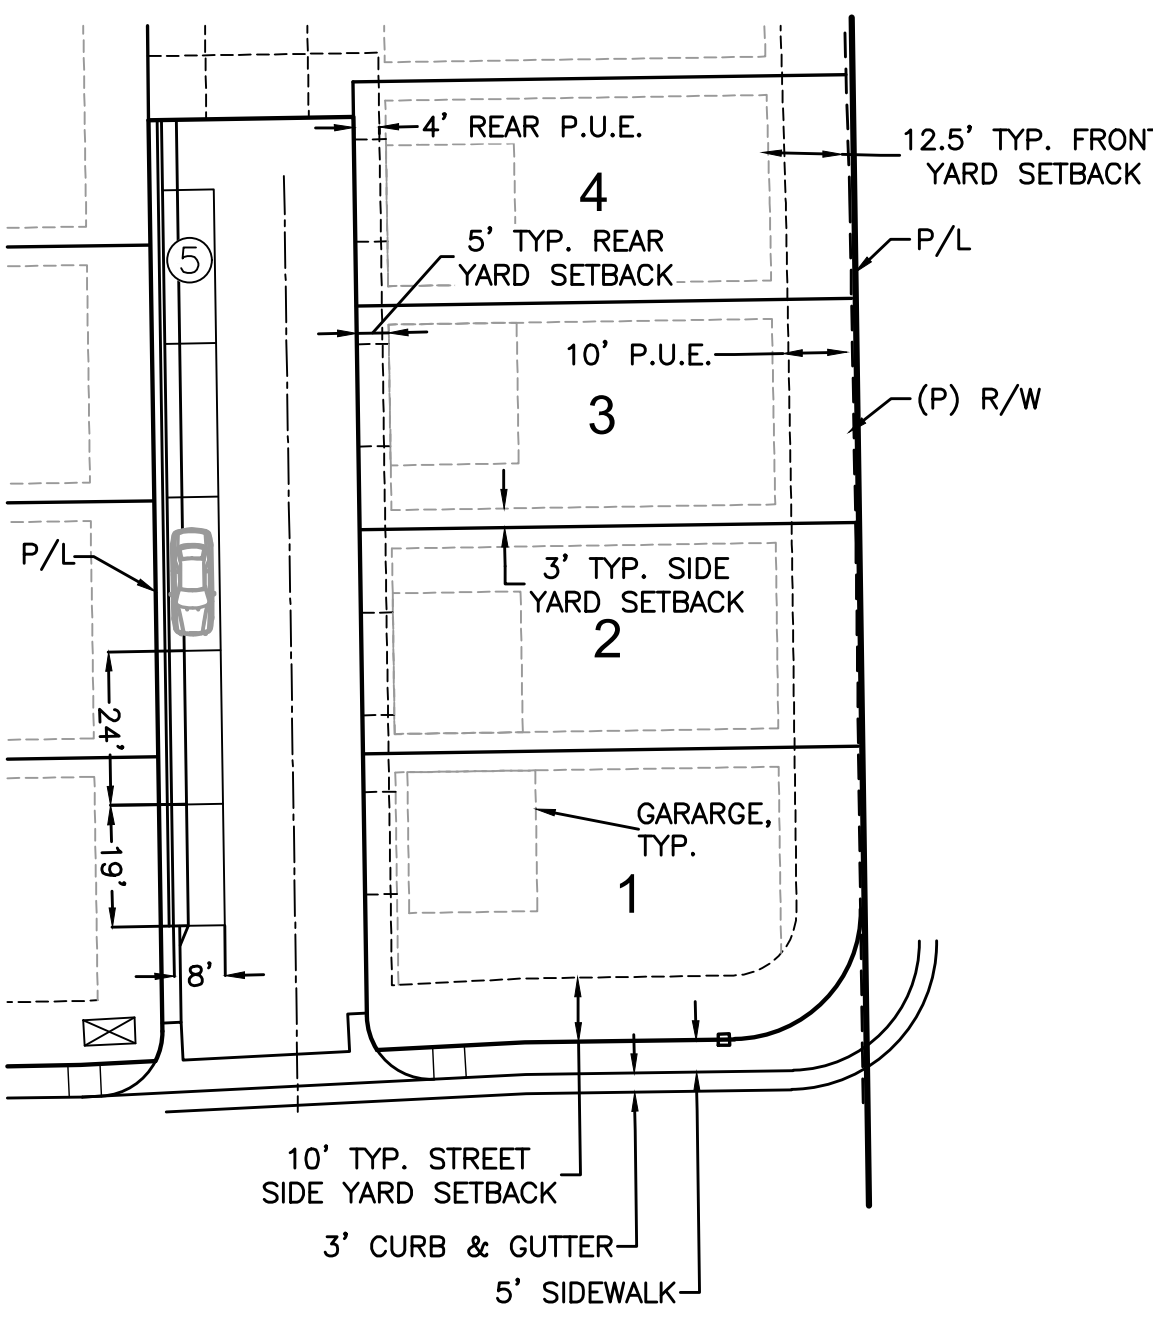 4' REAR P.U.E.
12.5' TYP. FRONT
YARD SETBACK
4
5' TYP. REAR
YARD SETBACK
P/L
5
10' P.U.E.
(P) R/W
3
P/L
3' TYP. SIDE
YARD SETBACK
2
24'
GARARGE,
TYP.
19'
1
8'
10' TYP. STREET
SIDE YARD SETBACK
3' CURB & GUTTER
5' SIDEWALK